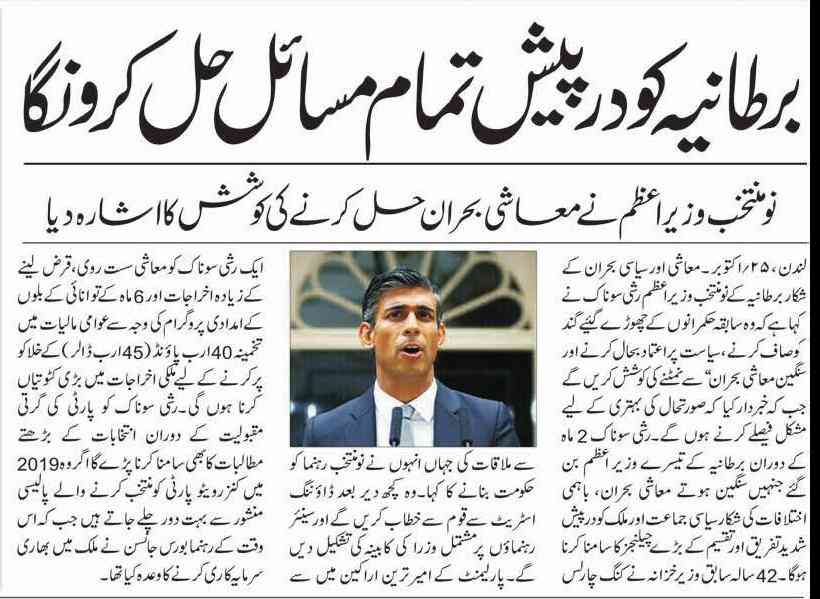 برطانیہ کو درپیش تمام مسائل حل کرونگا
نو منتخب وزیراعظم نے معاشی بحران حل کرنے کی کوشش کا اشارہ دیا
لندن، ۲۵؍اکتوبر۔ معاشی اور سیاسی بحران کے
شکار برطانیہ کے نو منتخب وزیراعظم رشی سوناک نے
کہا ہے کہ وہ سابقہ حکمرانوں کے چھوڑے گئیے گند
کو صاف کرنے، سیاست پر اعتماد بحال کرنے اور
سنگین معاشی بحران“ سے نمٹنے کی کوشش کریں گے
جب کہ خبردار کیا کہ صورتحال کی بہتری کے لیے
مشکل فیصلے کرنے ہوں گے۔ رشی سوناک 2 ماہ
کے دوران برطانیہ کے تیسرے وزیراعظم بن
گئے جنہیں سنگین ہوتے معاشی بحران، باہمی
اختلافات کی شکار سیاسی جماعت اور ملک کو درپیش
شدید تفریق اور تقسیم کے بڑے چیلنجز کا سامنا کرنا
ہوگا۔ 42 سالہ سابق وزیر خزانہ نے کنگ چارلس
سے ملاقات کی جہاں انہوں نے نو منتخب رہنما کو
حکومت بنانے کا کہا۔ وہ کچھ دیر بعد ڈاؤننگ
اسٹریٹ سے قوم سے خطاب کریں گے اور سینئر
رہنماؤں پر مشتمل وزرا کی کابینہ کی تشکیل دیں
گے۔ پارلیمنٹ کے امیر ترین اراکین میں سے
ایک رشی سوناک کو معاشی سست روی، قرض لینے
کے زیادہ اخراجات اور 6 ماہ کے توانائی کے بلوں
کے امدادی پروگرام کی وجہ سے عوامی مالیات میں
تخمینہ 40 ارب پاؤنڈ (45 ارب ڈالر) کے خلا کو
پر کرنے کے لیے ملکی اخراجات میں بڑی کٹوتیاں
کرنا ہوں گی۔ رشی سوناک کو پارٹی کی گرتی
مقبولیت کے دوران انتخابات کے بڑھتے
مطالبات کا بھی سامنا کرنا پڑے گا اگر وہ 2019
میں کنزرویٹو پارٹی کو منتخب کرنے والے پالیسی
منشور سے بہت دور چلے جاتے ہیں جب کہ اس
وقت کے رہنما بورس جانسن نے ملک میں بھاری
سرمایہ کاری کرنے کا وعدہ کیا تھا۔